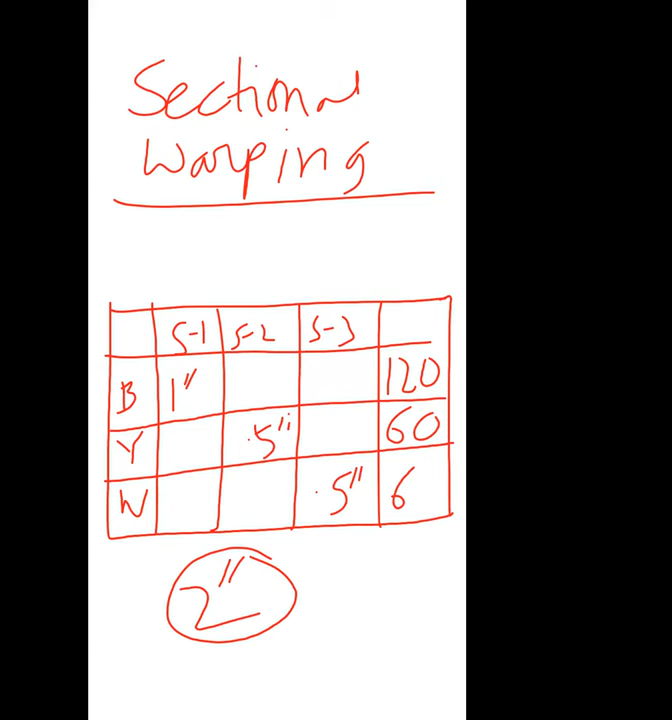 Sectional
Warping
S-1 S-2 S-3
B 1" 120
Y .5" 60
W .5" 6
2"